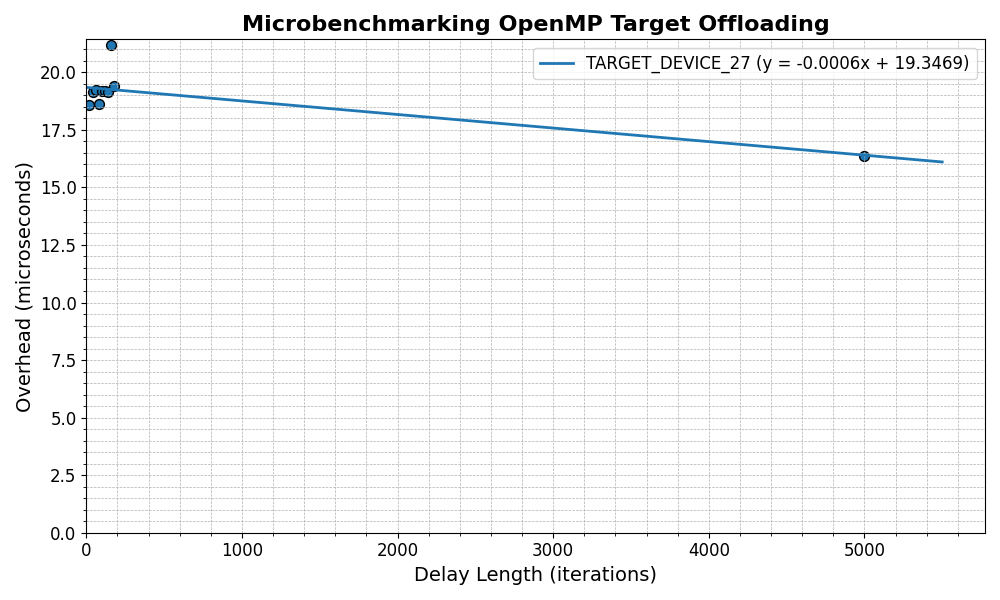 Microbenchmarking OpenMP Target Offloading
TARGET_DEVICE_27 (y = -0.0006x + 19.3469)
Overhead (microseconds)
20.0
17.5
15.0
12.5
10.0
7.5
5.0
2.5
0.0
0 1000 2000 3000 4000 5000
Delay Length (iterations)